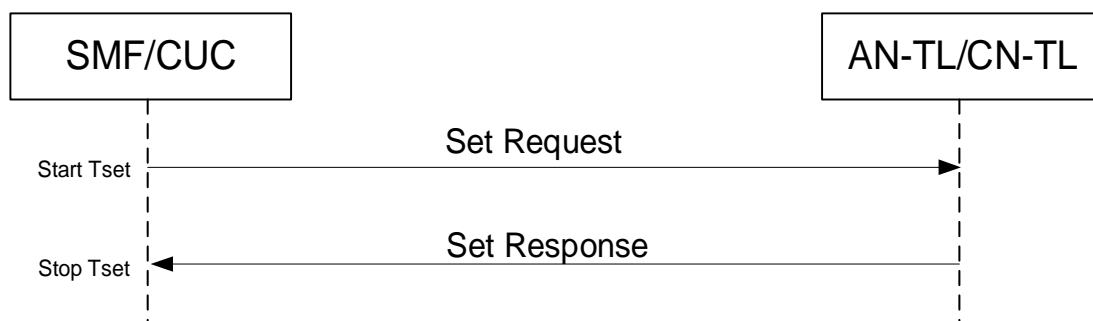 SMF/CUC
AN-TL/CN-TL
Set Request
Start Tset
Set Response
Stop Tset